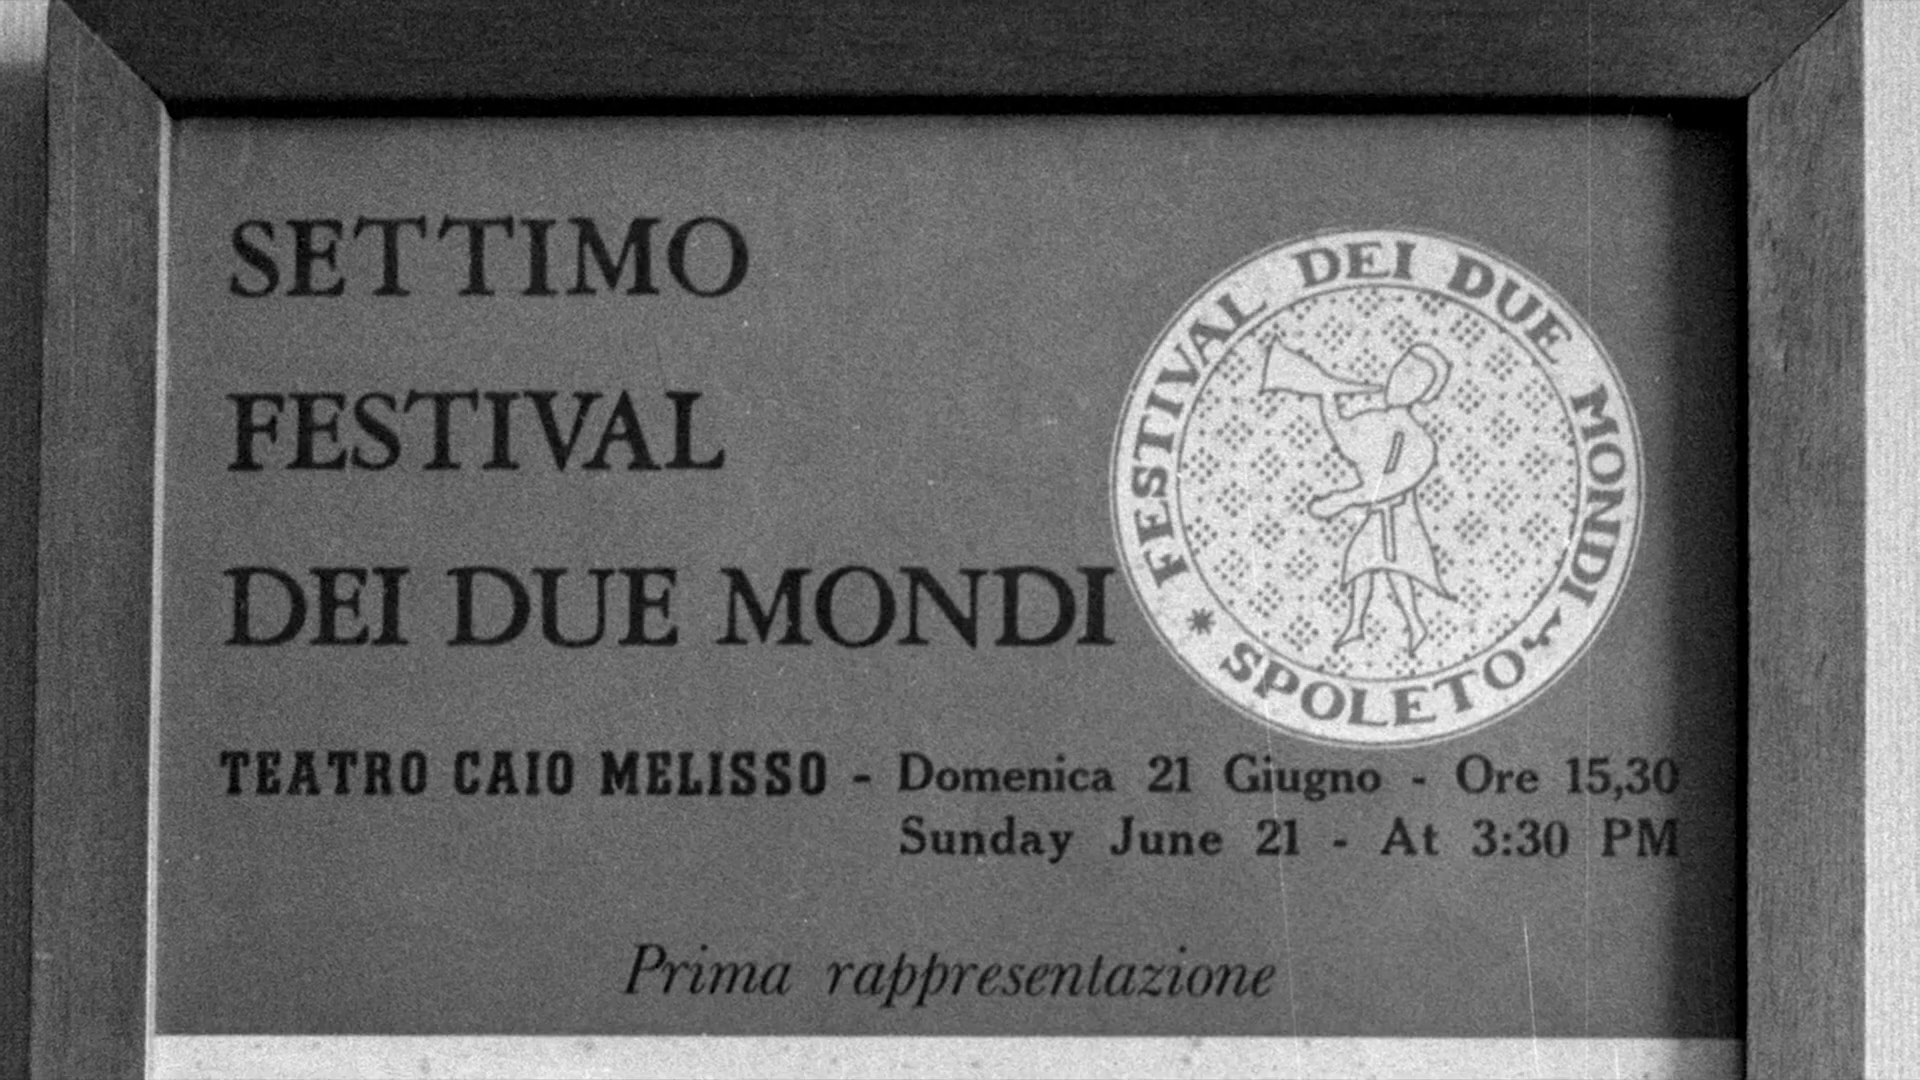 SETTIMO
FESTIVAL
DEI DUE MONDI
FESTIVAL DEI DUE MONDI
* SPOLETO
TEATRO CAIO MELISSO - Domenica 21 Giugno - Ore 15,30
Sunday June 21 - At 3:30 PM
Prima rappresentazione